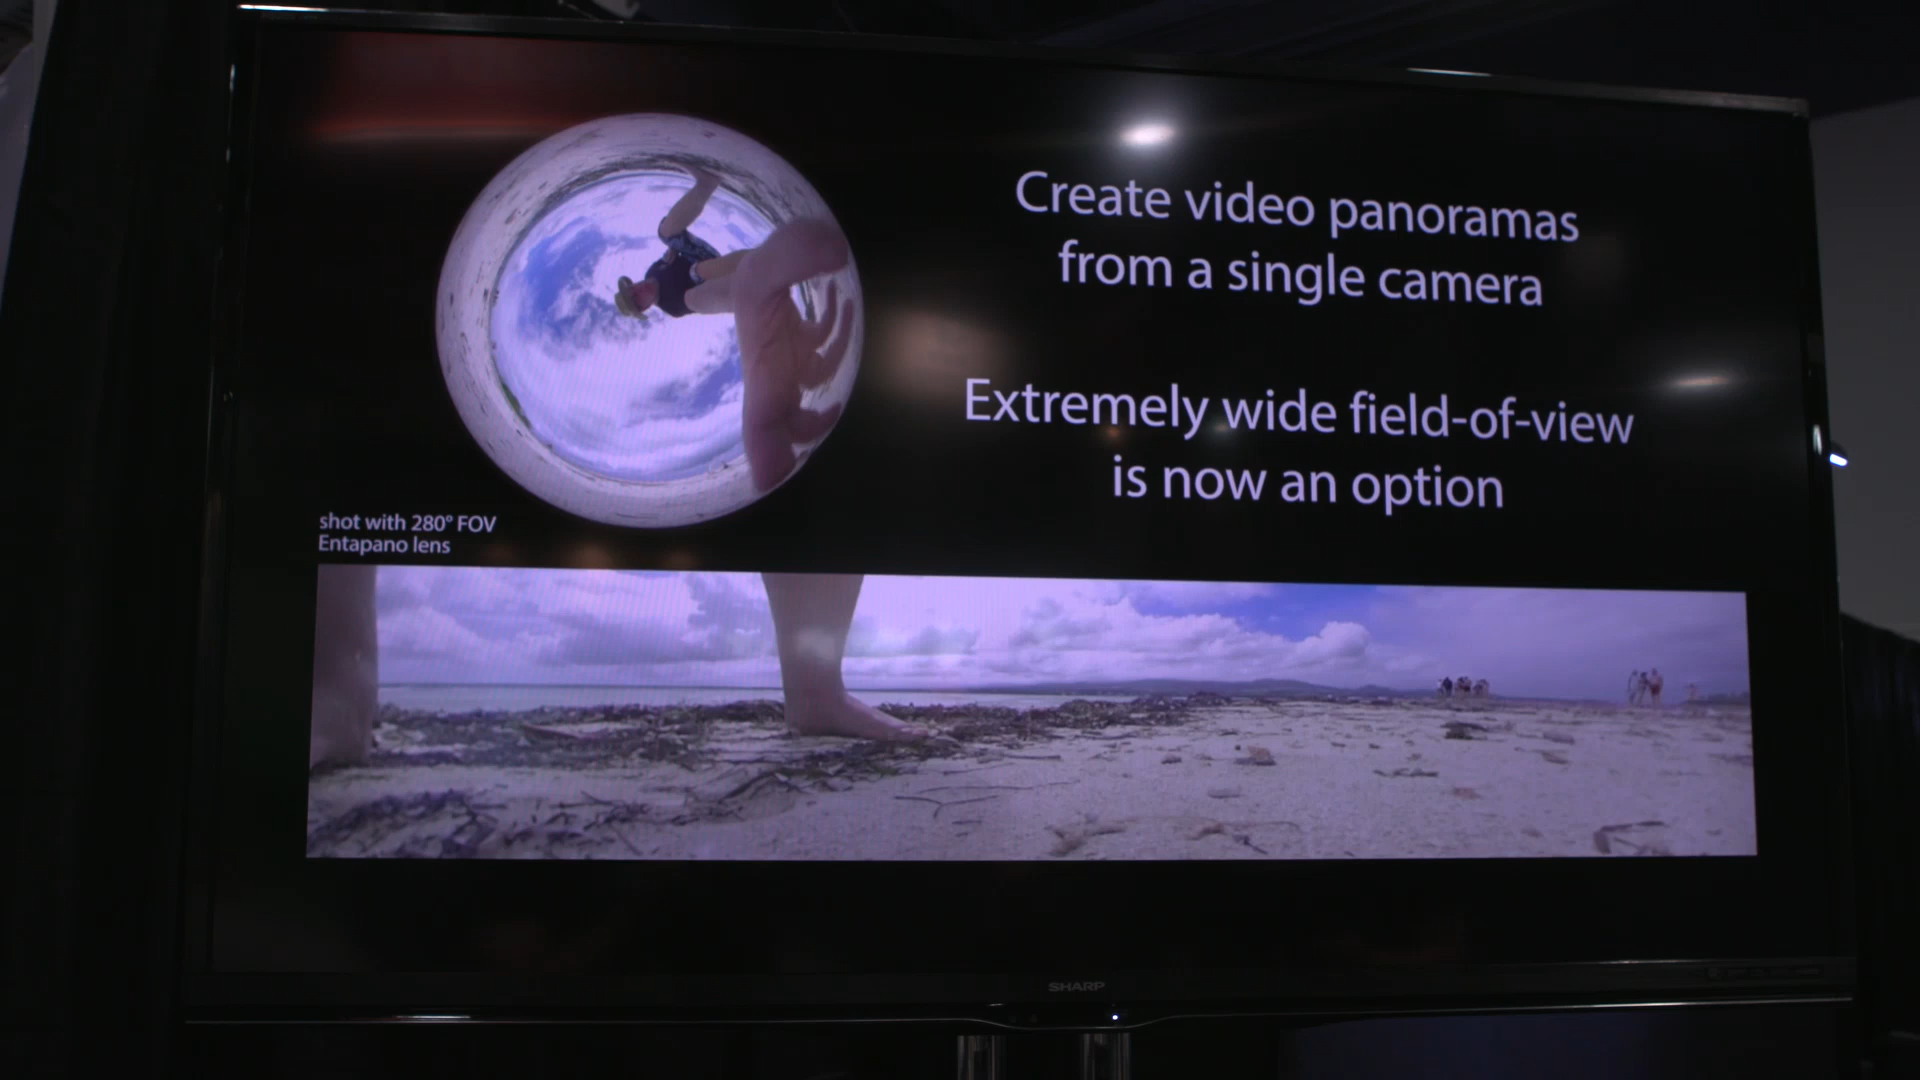 Create video panoramas
from a single camera
Extremely wide field-of-view
is now an option
shot with 280° FOV
Entapano lens
SHARP